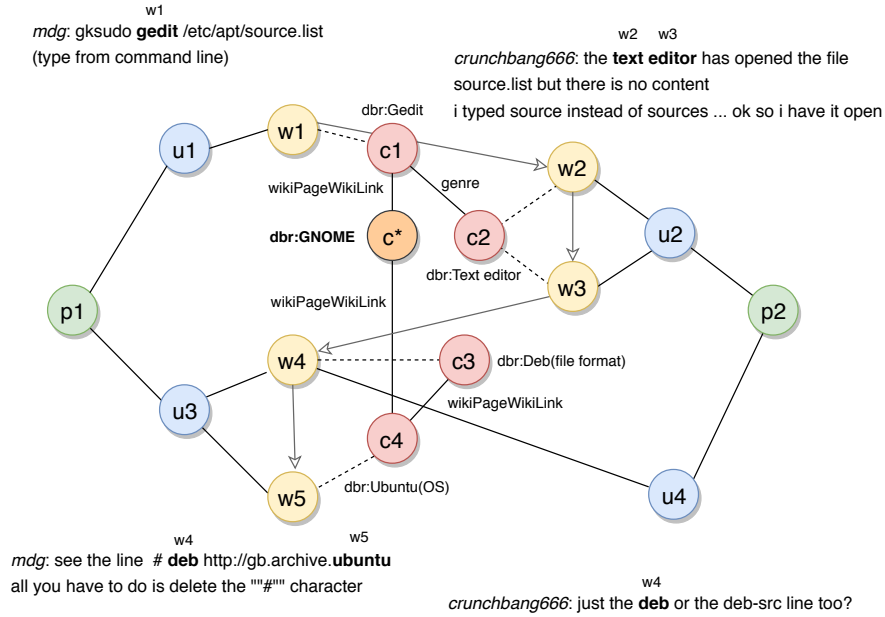 w1
mdg: gksudo gedit /etc/apt/source.list
(type from command line)
w2 w3
crunchbang666: the text editor has opened the file
source.list but there is no content
i typed source instead of sources ... ok so i have it open
dbr:Gedit
w1
u1
c1
w2
wikiPageWikiLink
genre
dbr:GNOME
c*
c2
u2
dbr:Text editor
w3
wikiPageWikiLink
p1
p2
w4
c3
dbr:Deb(file format)
wikiPageWikiLink
u3
c4
dbr:Ubuntu(OS)
w5
u4
w4 w5
mdg: see the line # deb http://gb.archive.ubuntu
all you have to do is delete the ""#"" character
w4
crunchbang666: just the deb or the deb-src line too?